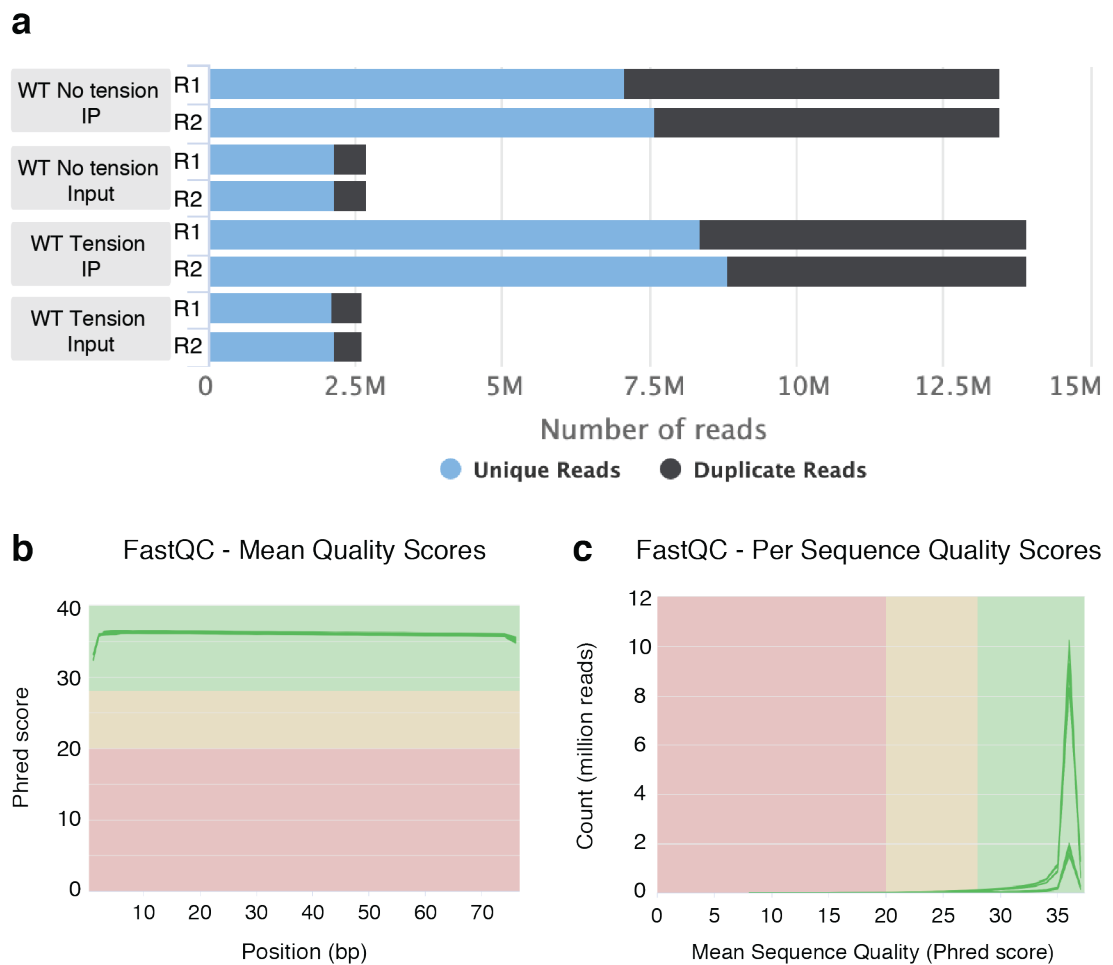 a
WT No tension
IP
R1
R2
WT No tension
Input
R1
R2
WT Tension
IP
R1
R2
WT Tension
Input
R1
R2
0 2.5M 5M 7.5M 10M 12.5M 15M
Number of reads
Unique Reads Duplicate Reads
b FastQC - Mean Quality Scores
40
30
20
10
0
Phred score
10 20 30 40 50 60 70
Position (bp)
c FastQC - Per Sequence Quality Scores
12
10
8
6
4
2
0
Count (million reads)
0 5 10 15 20 25 30 35
Mean Sequence Quality (Phred score)